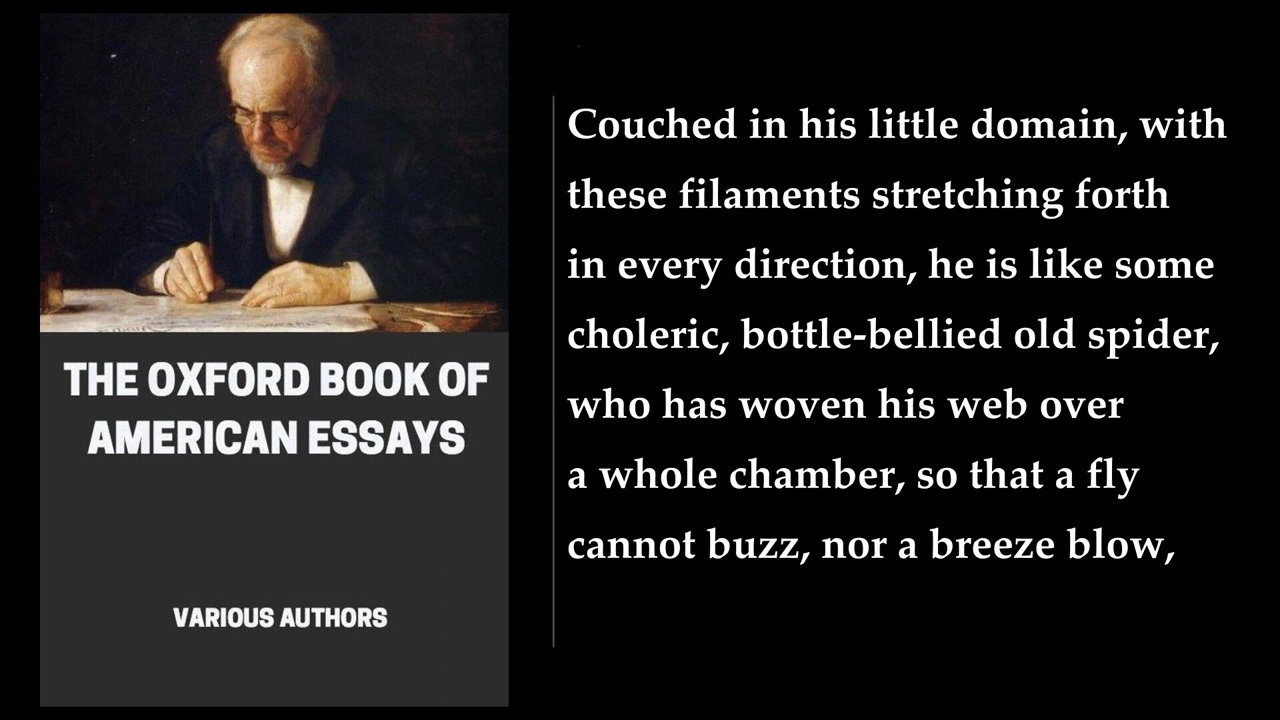 THE OXFORD BOOK OF
AMERICAN ESSAYS
VARIOUS AUTHORS
Couched in his little domain, with
these filaments stretching forth
in every direction, he is like some
choleric, bottle-bellied old spider,
who has woven his web over
a whole chamber, so that a fly
cannot buzz, nor a breeze blow,